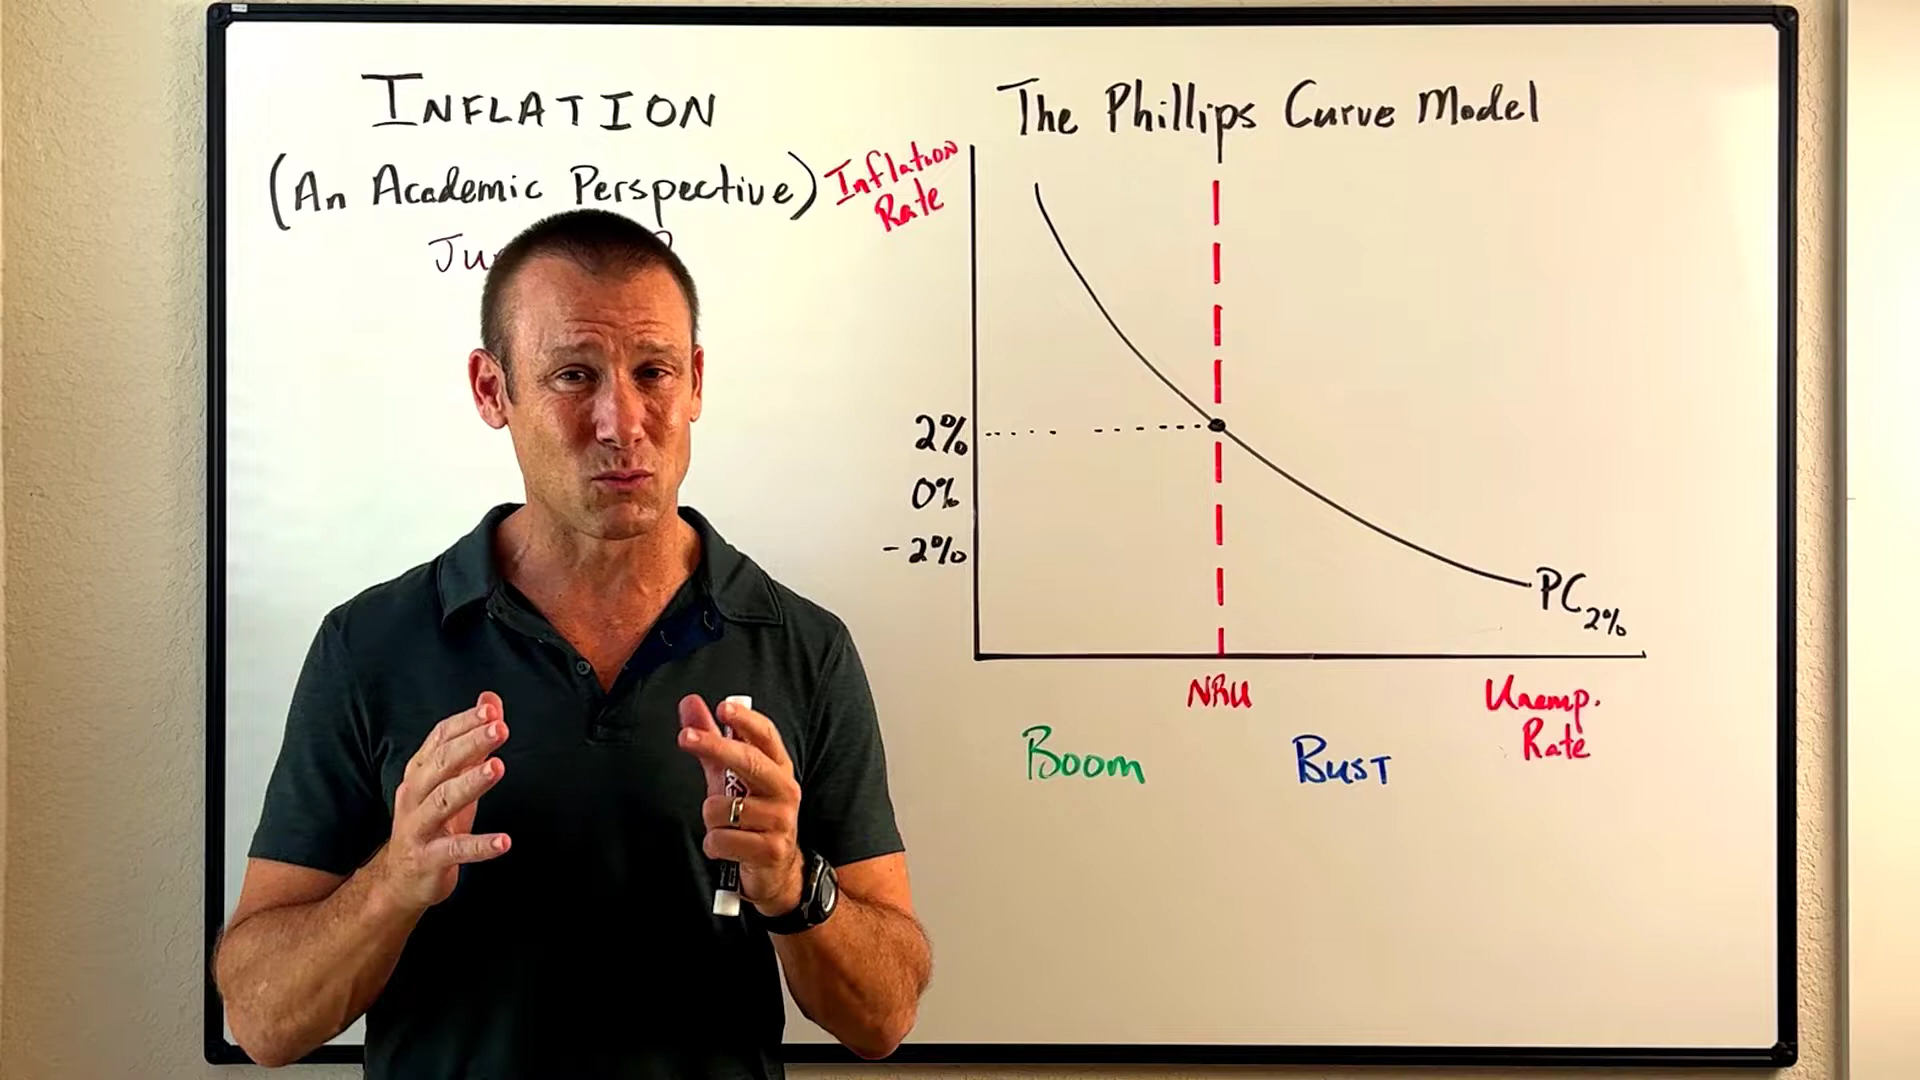 INFLATION
(An Academic Perspective)
The Phillips Curve Model
Inflation
Rate
2%
0%
-2%
PC2%
NRU
Unemp.
Rate
Boom
BUST